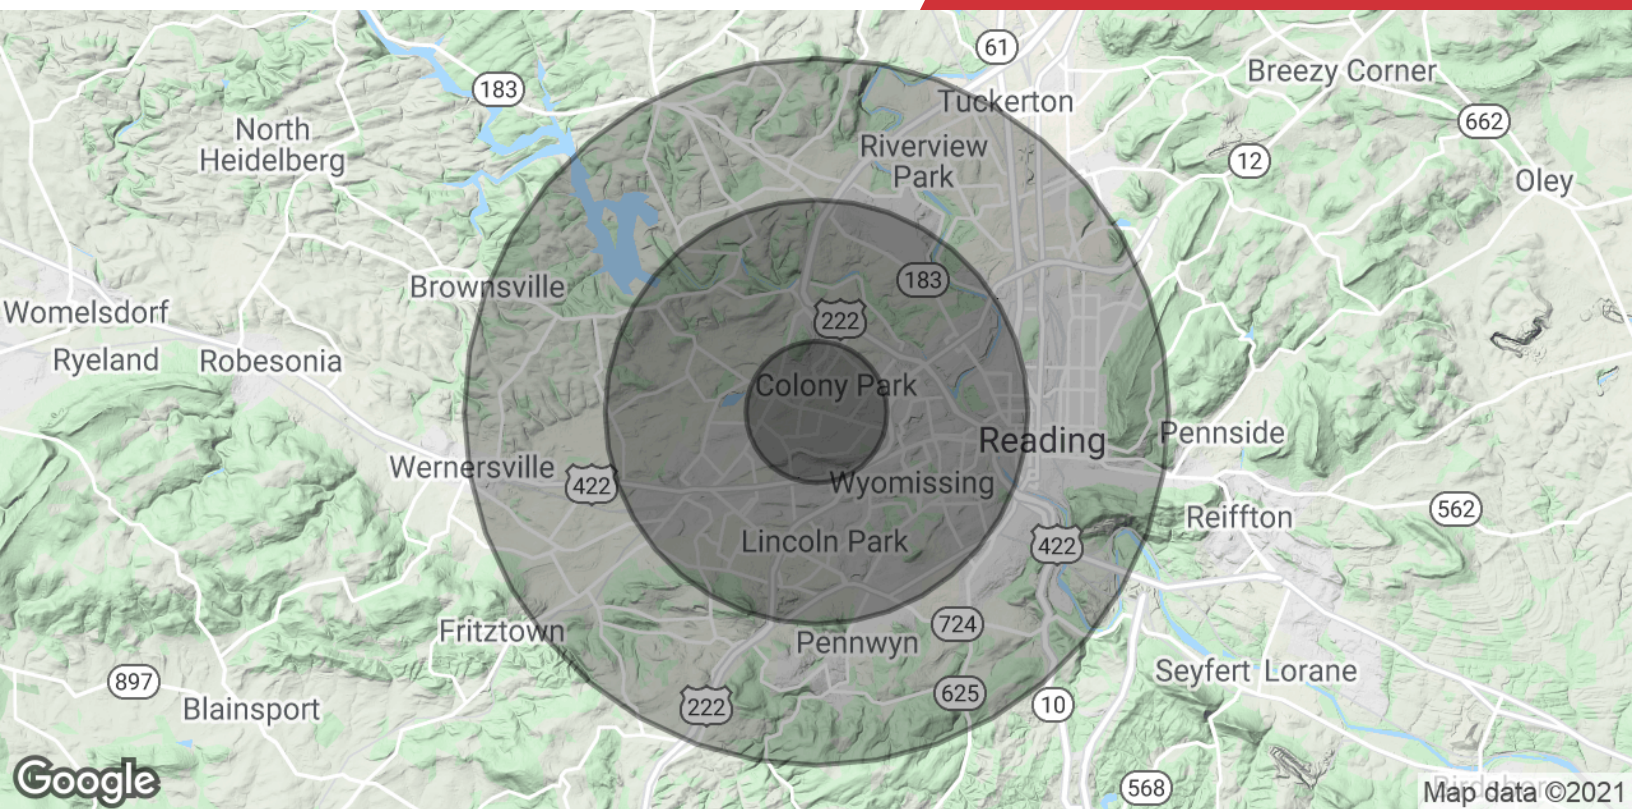 61
Breezy Corner
183
Tuckerton
662
North
Heidelberg
Riverview
Park
12
Oley
183
Brownsville
Womelsdorf
222
Ryeland
Robesonia
Colony Park
Reading
Pennside
Wernersville
422
Wyomissing
562
Reiffton
Lincoln Park
422
Fritztown
724
Pennwyn
Seyfert
Lorane
897
625
Blainsport
222
10
Google
568
Map data ©2021